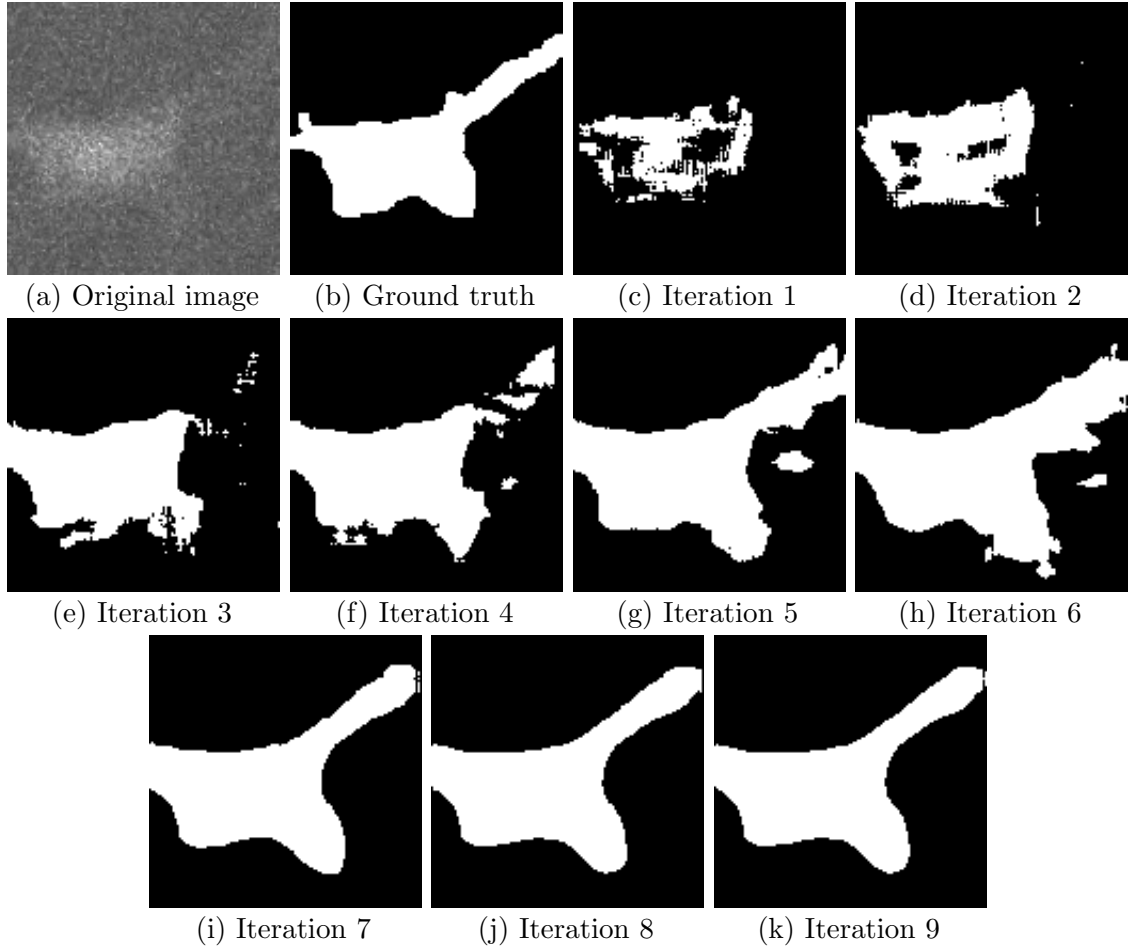 (a) Original image (b) Ground truth (c) Iteration 1 (d) Iteration 2
(e) Iteration 3 (f) Iteration 4 (g) Iteration 5 (h) Iteration 6
(i) Iteration 7 (j) Iteration 8 (k) Iteration 9